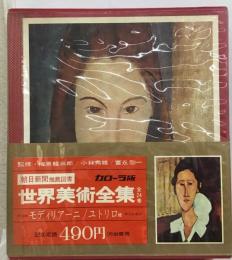 監修・梅原龍三郎 小林秀雄・富永惣一
朝日新聞推薦図書 カローラ版
世界美術全集
モディリアーニ/ユトリロ
490円